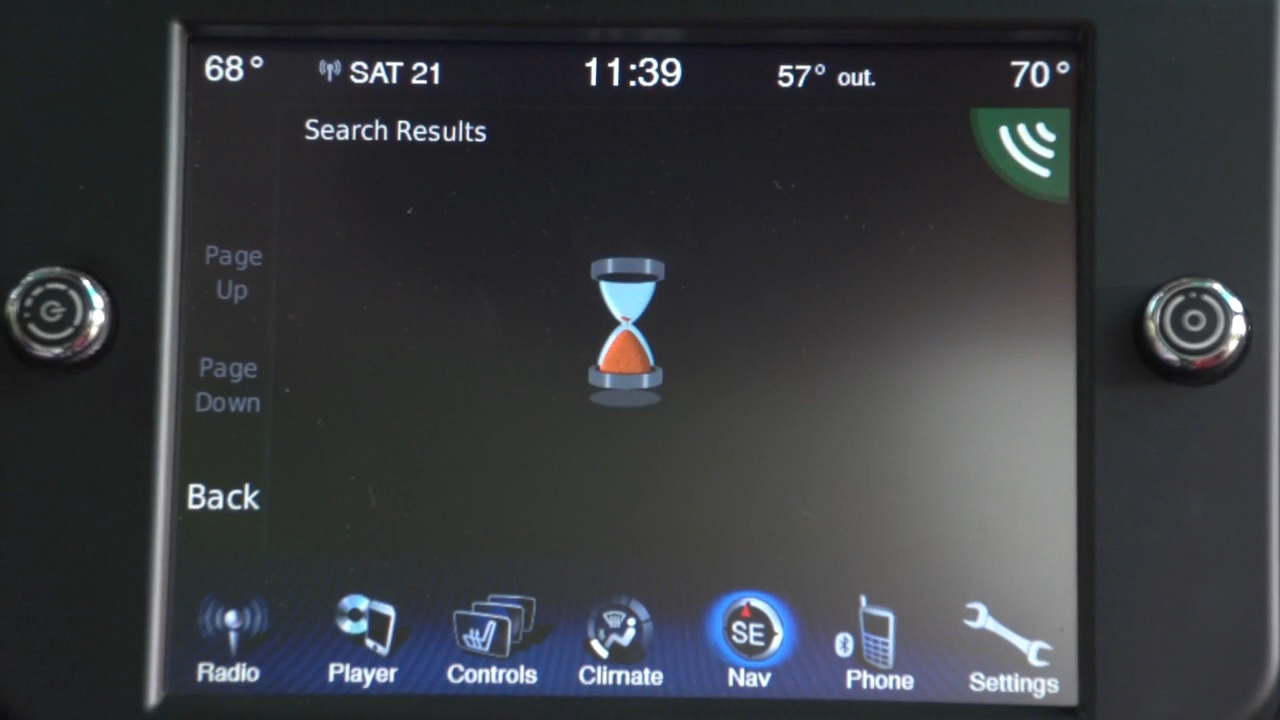 68° SAT 21 11:39 57° out. 70°
Search Results
Page
Up
Page
Down
Back
SE
Radio Player Controls Climate Nav Phone Settings